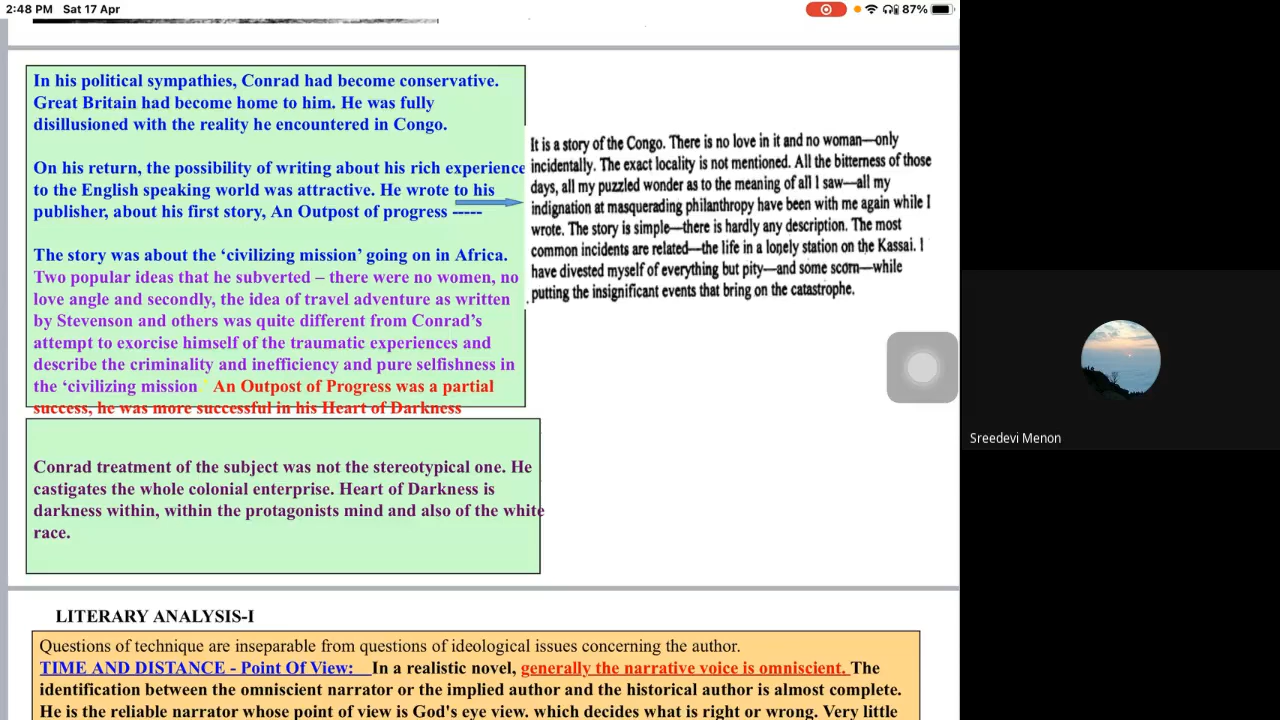 2:48 PM Sat 17 Apr
87%
In his political sympathies, Conrad had become conservative.
Great Britain had become home to him. He was fully
disillusioned with the reality he encountered in Congo.
On his return, the possibility of writing about his rich experience
to the English speaking world was attractive. He wrote to his
publisher, about his first story, An Outpost of progress -----
The story was about the ‘civilizing mission’ going on in Africa.
Two popular ideas that he subverted – there were no women, no
love angle and secondly, the idea of travel adventure as written
by Stevenson and others was quite different from Conrad’s
attempt to exorcise himself of the traumatic experiences and
describe the criminality and inefficiency and pure selfishness in
the ‘civilizing mission ’ An Outpost of Progress was a partial
success, he was more successful in his Heart of Darkness
It is a story of the Congo. There is no love in it and no woman—only
incidentally. The exact locality is not mentioned. All the bitterness of those
days, all my puzzled wonder as to the meaning of all I saw—all my
indignation at masquerading philanthropy have been with me again while I
wrote. The story is simple—there is hardly any description. The most
common incidents are related—the life in a lonely station on the Kassai. I
have divested myself of everything but pity—and some scorn—while
putting the insignificant events that bring on the catastrophe.
Conrad treatment of the subject was not the stereotypical one. He
castigates the whole colonial enterprise. Heart of Darkness is
darkness within, within the protagonists mind and also of the white
race.
LITERARY ANALYSIS-I
Questions of technique are inseparable from questions of ideological issues concerning the author.
TIME AND DISTANCE - Point Of View: In a realistic novel, generally the narrative voice is omniscient. The
identification between the omniscient narrator or the implied author and the historical author is almost complete.
He is the reliable narrator whose point of view is God's eye view. which decides what is right or wrong. Very little
Sreedevi Menon